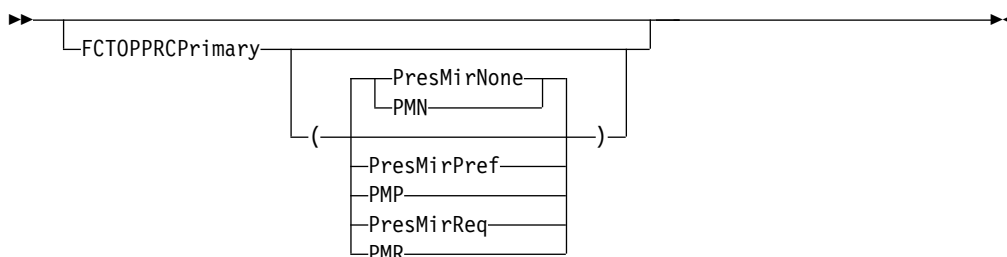 FCTOPPRCPrimary
PresMirNone
PMN
( )
PresMirPref
PMP
PresMirReq
PMR